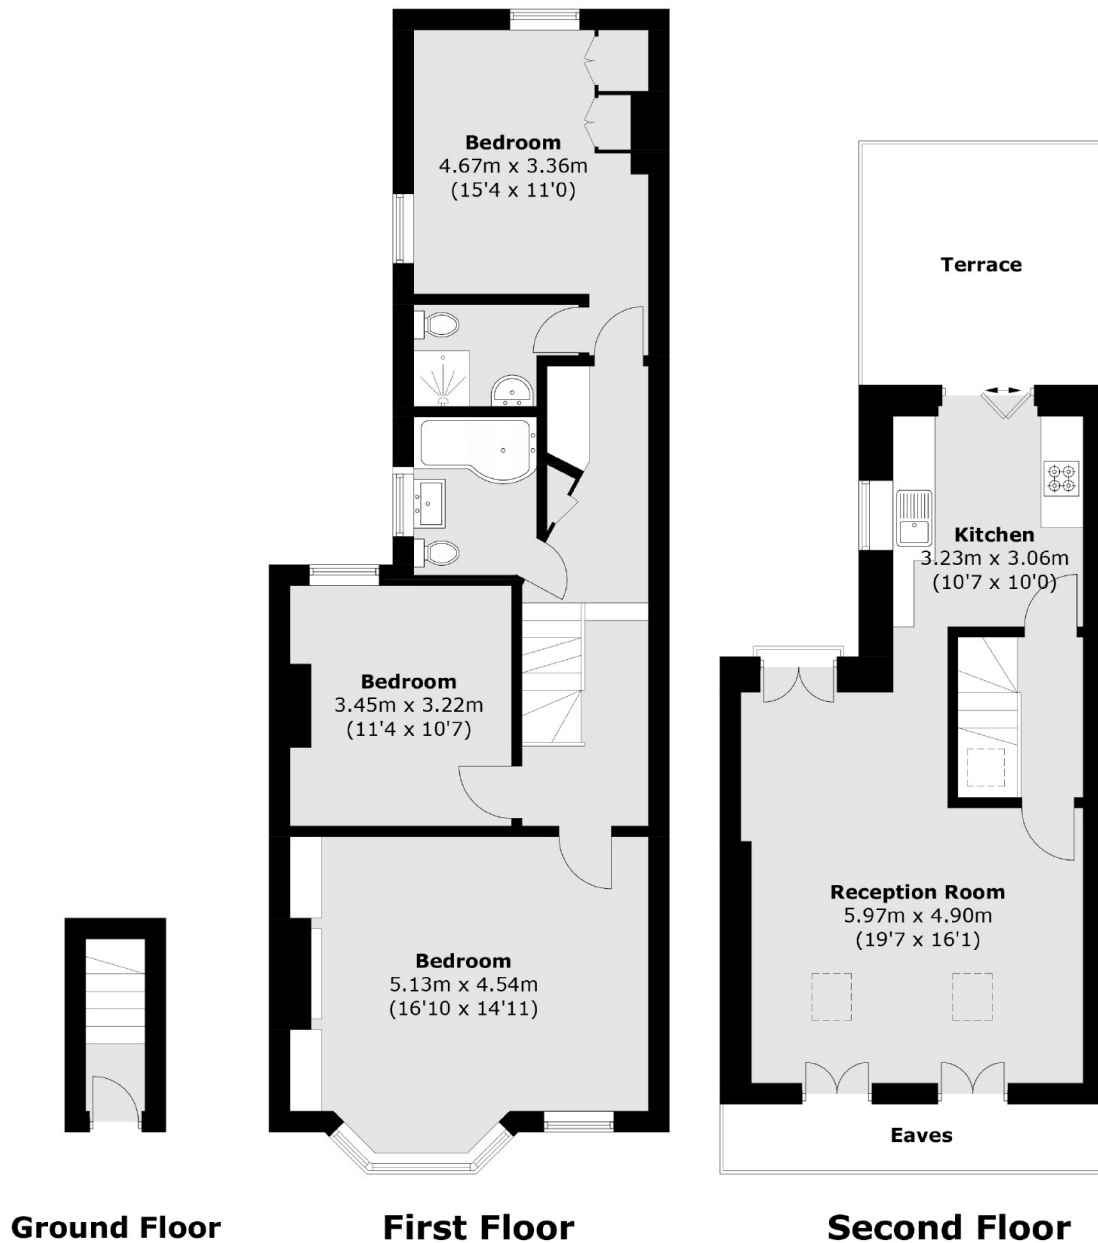 Bedroom
4.67m x 3.36m
(15'4 x 11'0)
Bedroom
3.45m x 3.22m
(11'4 x 10'7)
Bedroom
5.13m x 4.54m
(16'10 x 14'11)
Terrace
Kitchen
3.23m x 3.06m
(10'7 x 10'0)
Reception Room
5.97m x 4.90m
(19'7 x 16'1)
Eaves
Ground Floor
First Floor
Second Floor